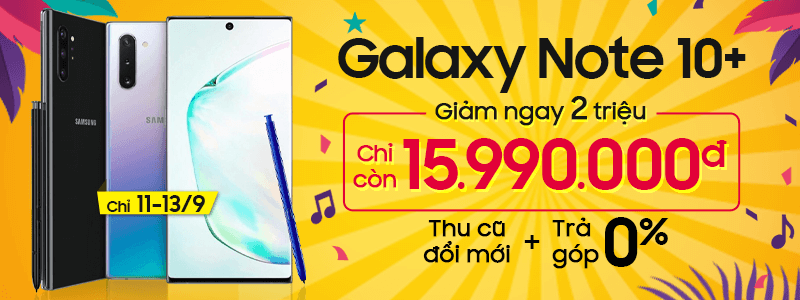 Galaxy Note 10+
Giảm ngay 2 triệu
Chỉ còn 15.990.000đ
Thu cũ đổi mới + Trả góp 0%
Chỉ 11-13/9
SAMSUNG
SAM